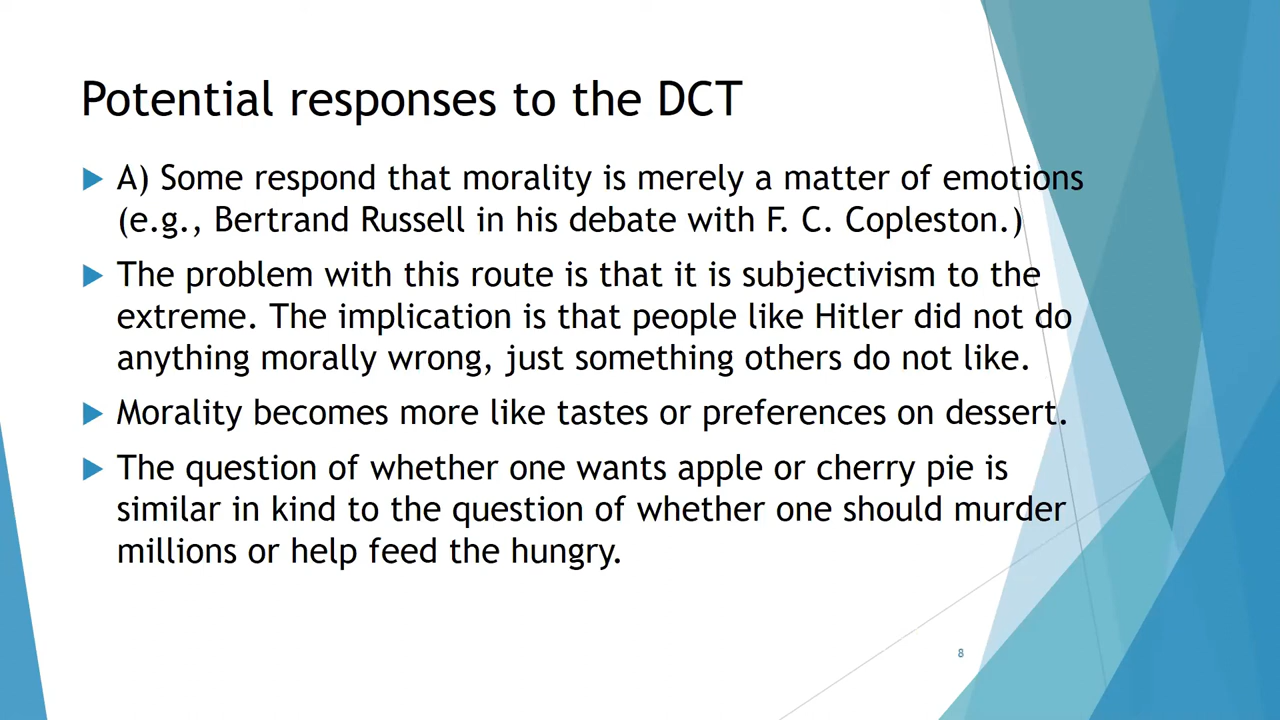 Potential responses to the DCT
A) Some respond that morality is merely a matter of emotions
(e.g., Bertrand Russell in his debate with F. C. Copleston.)
The problem with this route is that it is subjectivism to the
extreme. The implication is that people like Hitler did not do
anything morally wrong, just something others do not like.
Morality becomes more like tastes or preferences on dessert.
The question of whether one wants apple or cherry pie is
similar in kind to the question of whether one should murder
millions or help feed the hungry.
8